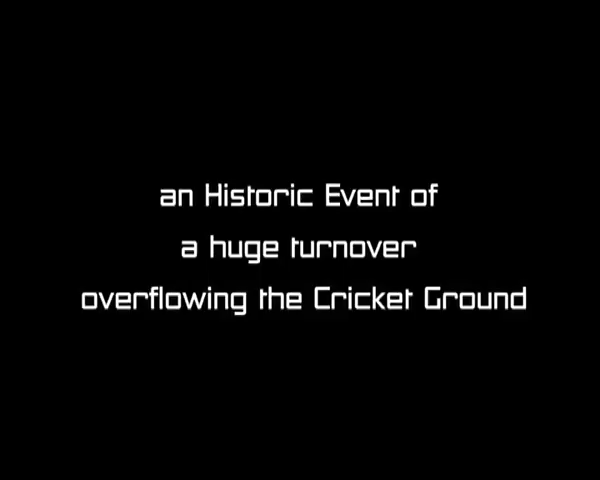 an Historic Event of
a huge turnover
overflowing the Cricket Ground